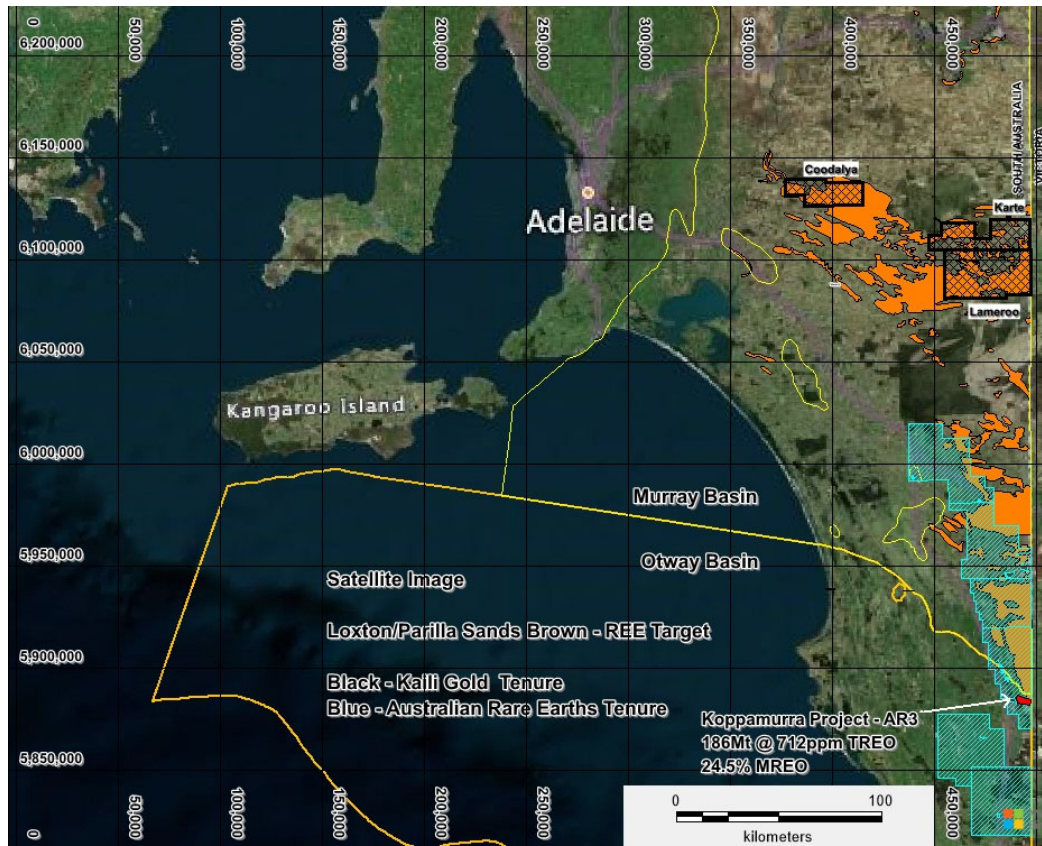 0
50,000
100,000
150,000
200,000
250,000
300,000
350,000
400,000
450,000
6,200,000
SOUTH AUSTRALIA
VICTORIA
6,150,000
Coodalya
Karte
Adelaide
6,100,000
Lameroo
6,050,000
Kangaroo Island
6,000,000
Murray Basin
5,950,000
Otway Basin
Satellite Image
Loxton/Parilla Sands Brown - REE Target
5,900,000
Black - Kalli Gold Tenure
Blue - Australian Rare Earths Tenure
Koppamurra Project - AR3
186Mt @ 712ppm TREO
24.5% MREO
5,850,000
0
50,000
100,000
150,000
200,000
250,000
450,000
0 100
kilometers